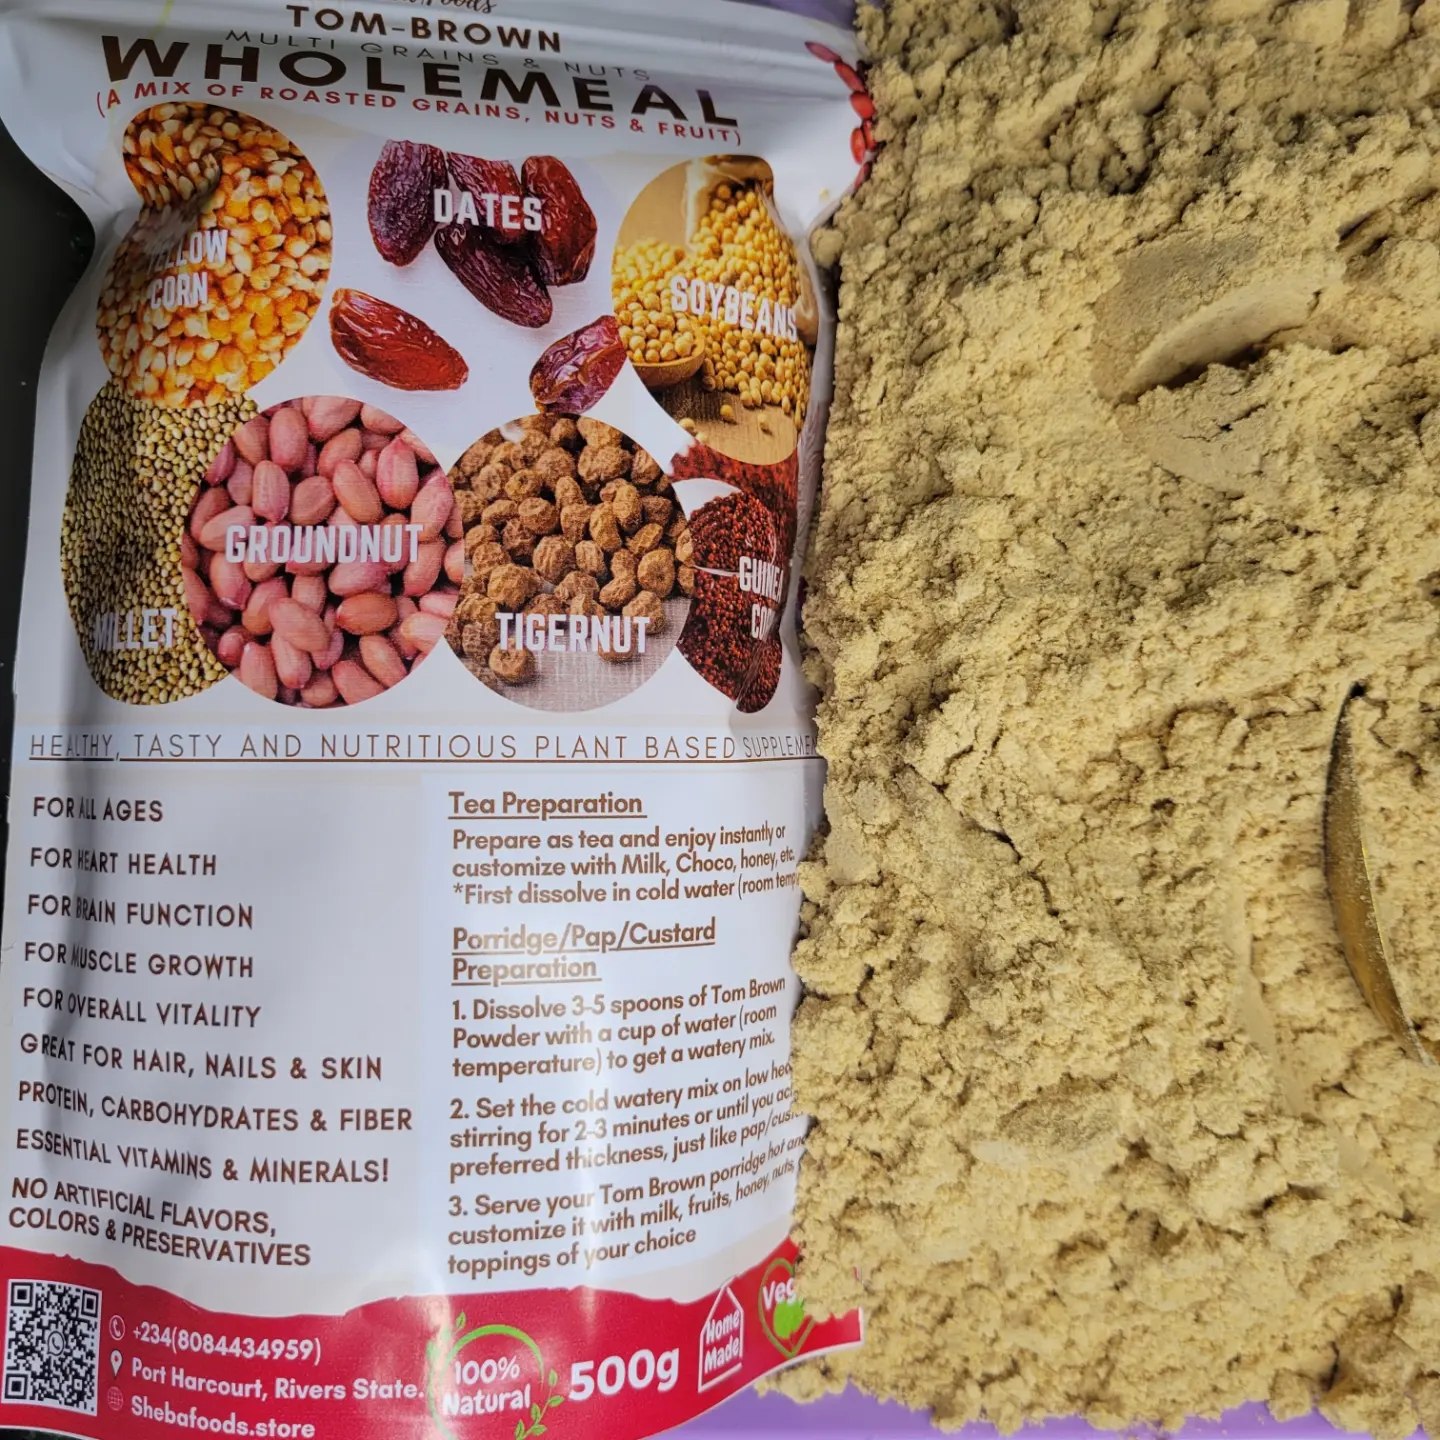 TOM-BROWN
MULTI GRAINS & NUTS
WHOLEMEAL
(A MIX OF ROASTED GRAINS, NUTS & FRUIT)
YELLOW
CORN
DATES
SOYBEANS
GROUNDNUT
MILLET
TIGERNUT
GUINEA
HEALTHY, TASTY AND NUTRITIOUS PLANT BASED
FOR ALL AGES
FOR HEART HEALTH
FOR BRAIN FUNCTION
FOR MUSCLE GROWTH
FOR OVERALL VITALITY
GREAT FOR HAIR, NAILS & SKIN
PROTEIN, CARBOHYDRATES & FIBER
ESSENTIAL VITAMINS & MINERALS!
NO ARTIFICIAL FLAVORS,
COLORS & PRESERVATIVES
Tea Preparation
Prepare as tea and enjoy instantly or
customize with Milk, Choco, honey, etc.
*First dissolve in cold water (room temp
Porridge/Pap/Custard
Preparation
1. Dissolve 3-5 spoons of Tom Brown
Powder with a cup of water (room
temperature) to get a watery mix.
2. Set the cold watery mix on low
stirring for 2-3 minutes or until you
preferred thickness, just like pap/
3. Serve your Tom Brown porridge hot and
customize it with milk, fruits, honey, nuts,
toppings of your choice
+234(8084434959)
Port Harcourt, Rivers State.
Shebafoods.store
100%
Natural
500g
Home
Made